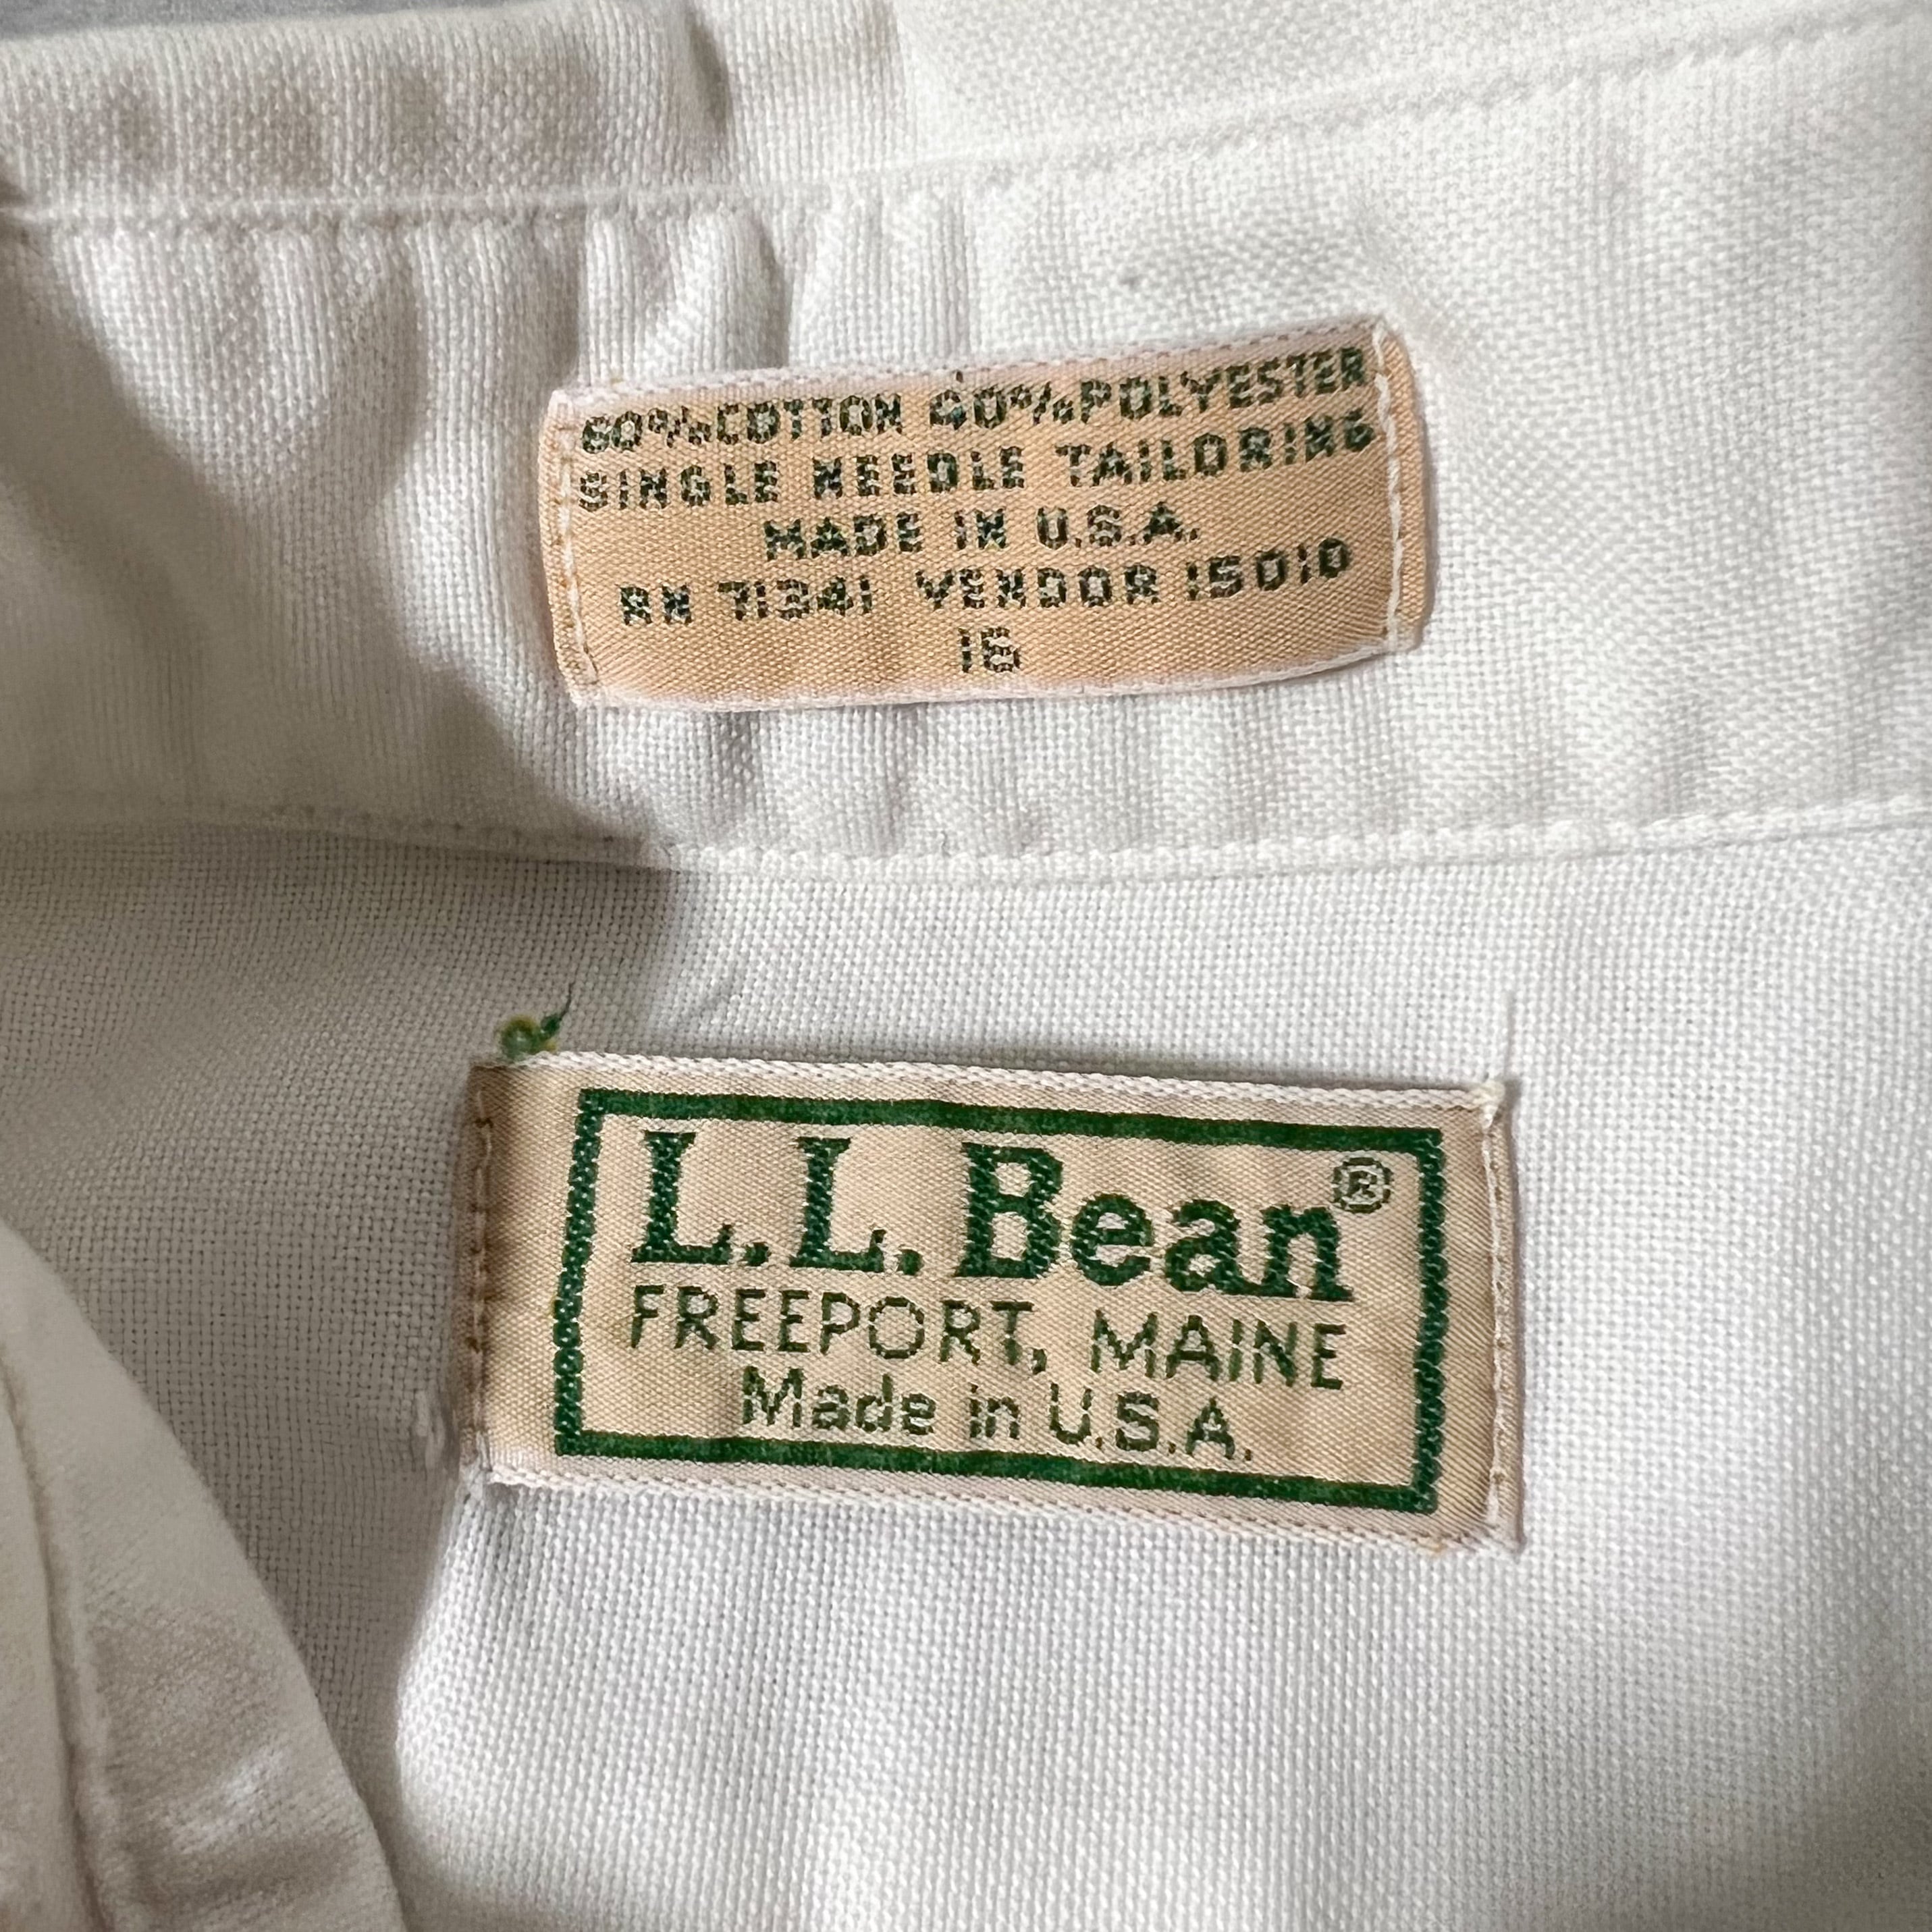 60% COTTON 40% POLYESTER
SINGLE NEEDLE TAILORING
MADE IN U.S.A.
RN 71341 VENDOR 15010
16
L.L.Bean®
FREEPORT, MAINE
Made in U.S.A.